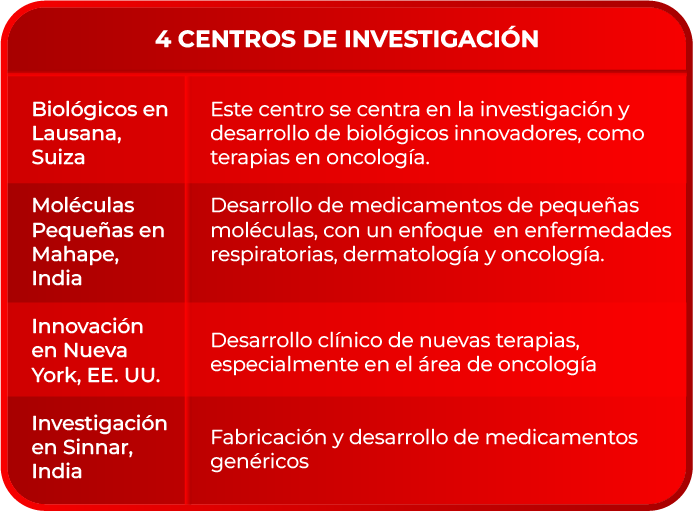 4 CENTROS DE INVESTIGACIÓN
Biológicos en
Lausana,
Suiza
Este centro se centra en la investigación y
desarrollo de biológicos innovadores, como
terapias en oncología.
Moléculas
Pequeñas en
Mahape,
India
Desarrollo de medicamentos de pequeñas
moléculas, con un enfoque  en enfermedades
respiratorias, dermatología y oncología.
Innovación
en Nueva
York, EE. UU.
Desarrollo clínico de nuevas terapias,
especialmente en el área de oncología
Investigación
en Sinnar,
India
Fabricación y desarrollo de medicamentos
genéricos